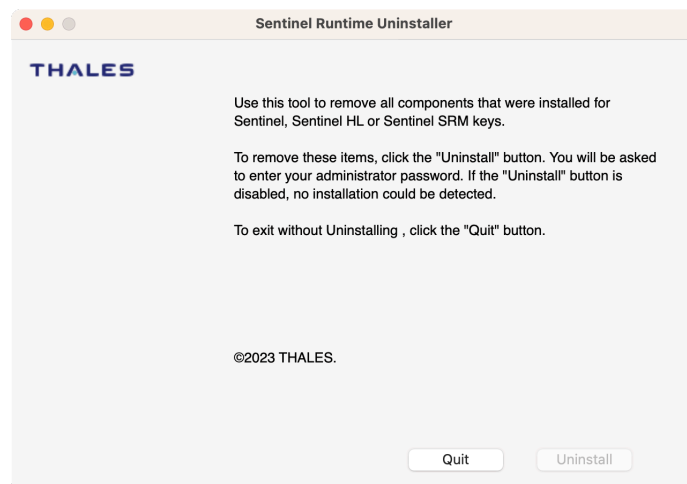 Sentinel Runtime Uninstaller
THALES
Use this tool to remove all components that were installed for
Sentinel, Sentinel HL or Sentinel SRM keys.
To remove these items, click the "Uninstall" button. You will be asked
to enter your administrator password. If the "Uninstall" button is
disabled, no installation could be detected.
To exit without Uninstalling , click the "Quit" button.
©2023 THALES.
Quit
Uninstall